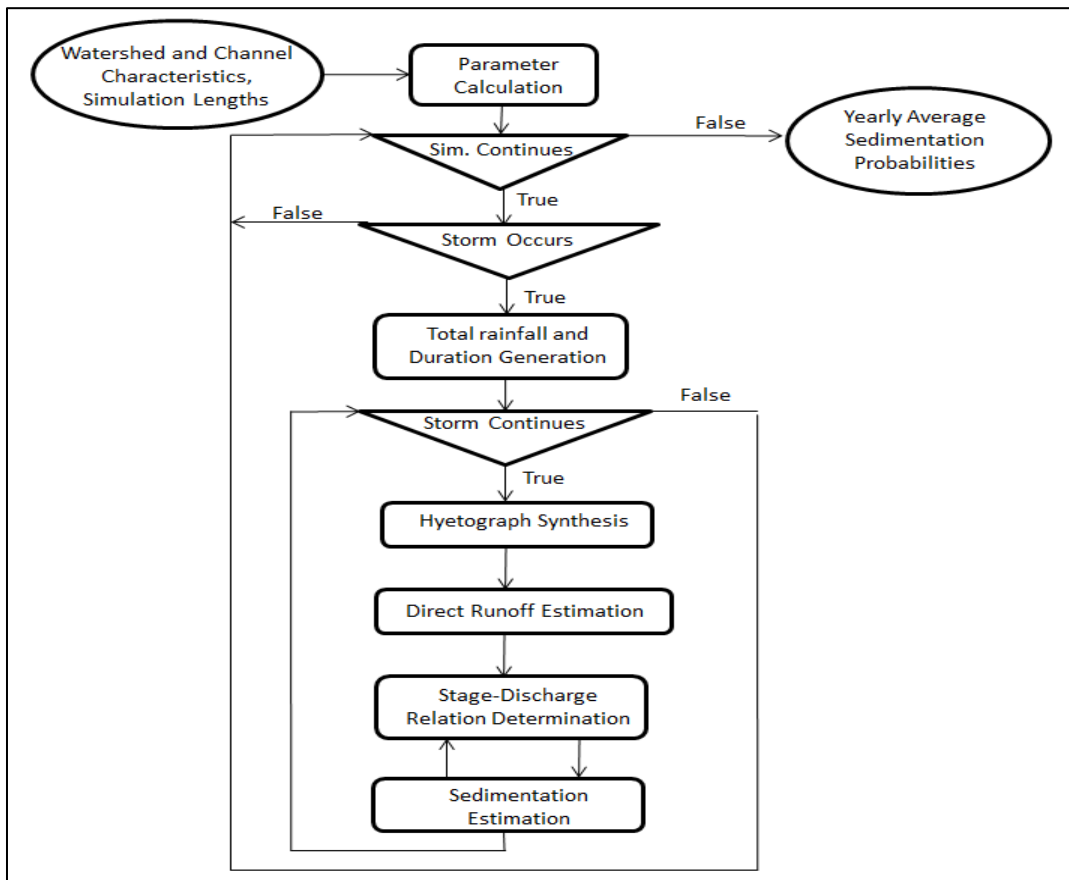 Watershed and Channel
Characteristics,
Simulation Lengths
Parameter
Calculation
False
Yearly Average
Sedimentation
Probabilities
Sim. Continues
True
False
Storm Occurs
True
Total rainfall and
Duration Generation
False
Storm Continues
True
Hyetograph Synthesis
Direct Runoff Estimation
Stage-Discharge
Relation Determination
Sedimentation
Estimation